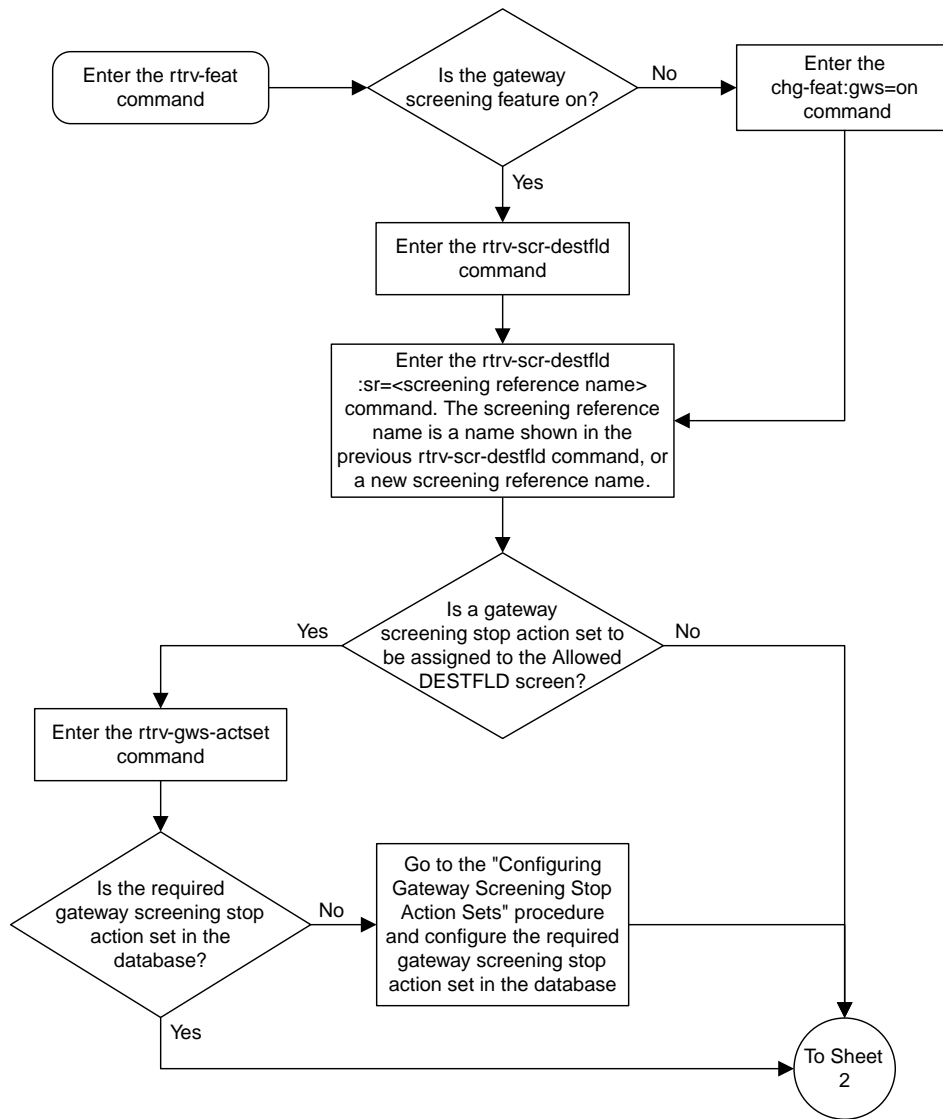 Enter the rtrv-feat
command
Is the gateway
screening feature on?
No
Enter the
chg-feat:gws=on
command
Yes
Enter the rtrv-scr-destfld
command
Enter the rtrv-scr-destfld
:sr=<screening reference name>
command. The screening reference
name is a name shown in the
previous rtrv-scr-destfld command, or
a new screening reference name.
Is a gateway
screening stop action set to
be assigned to the Allowed
DESTFLD screen?
Yes
No
Enter the rtrv-gws-actset
command
Is the required
gateway screening stop
action set in the
database?
No
Go to the "Configuring
Gateway Screening Stop
Action Sets" procedure
and configure the required
gateway screening stop
action set in the database
Yes
To Sheet
2